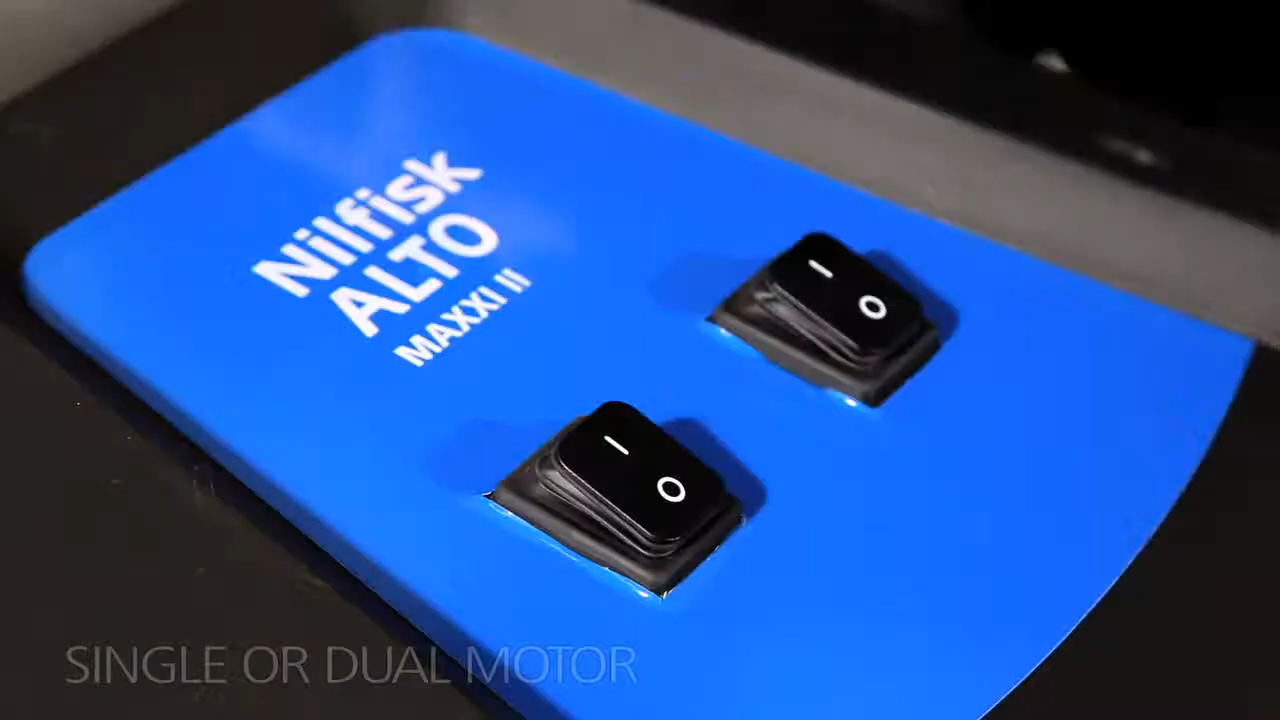 Nilfisk
ALTO
MAXXI II
I O
I O
SINGLE OR DUAL MOTOR